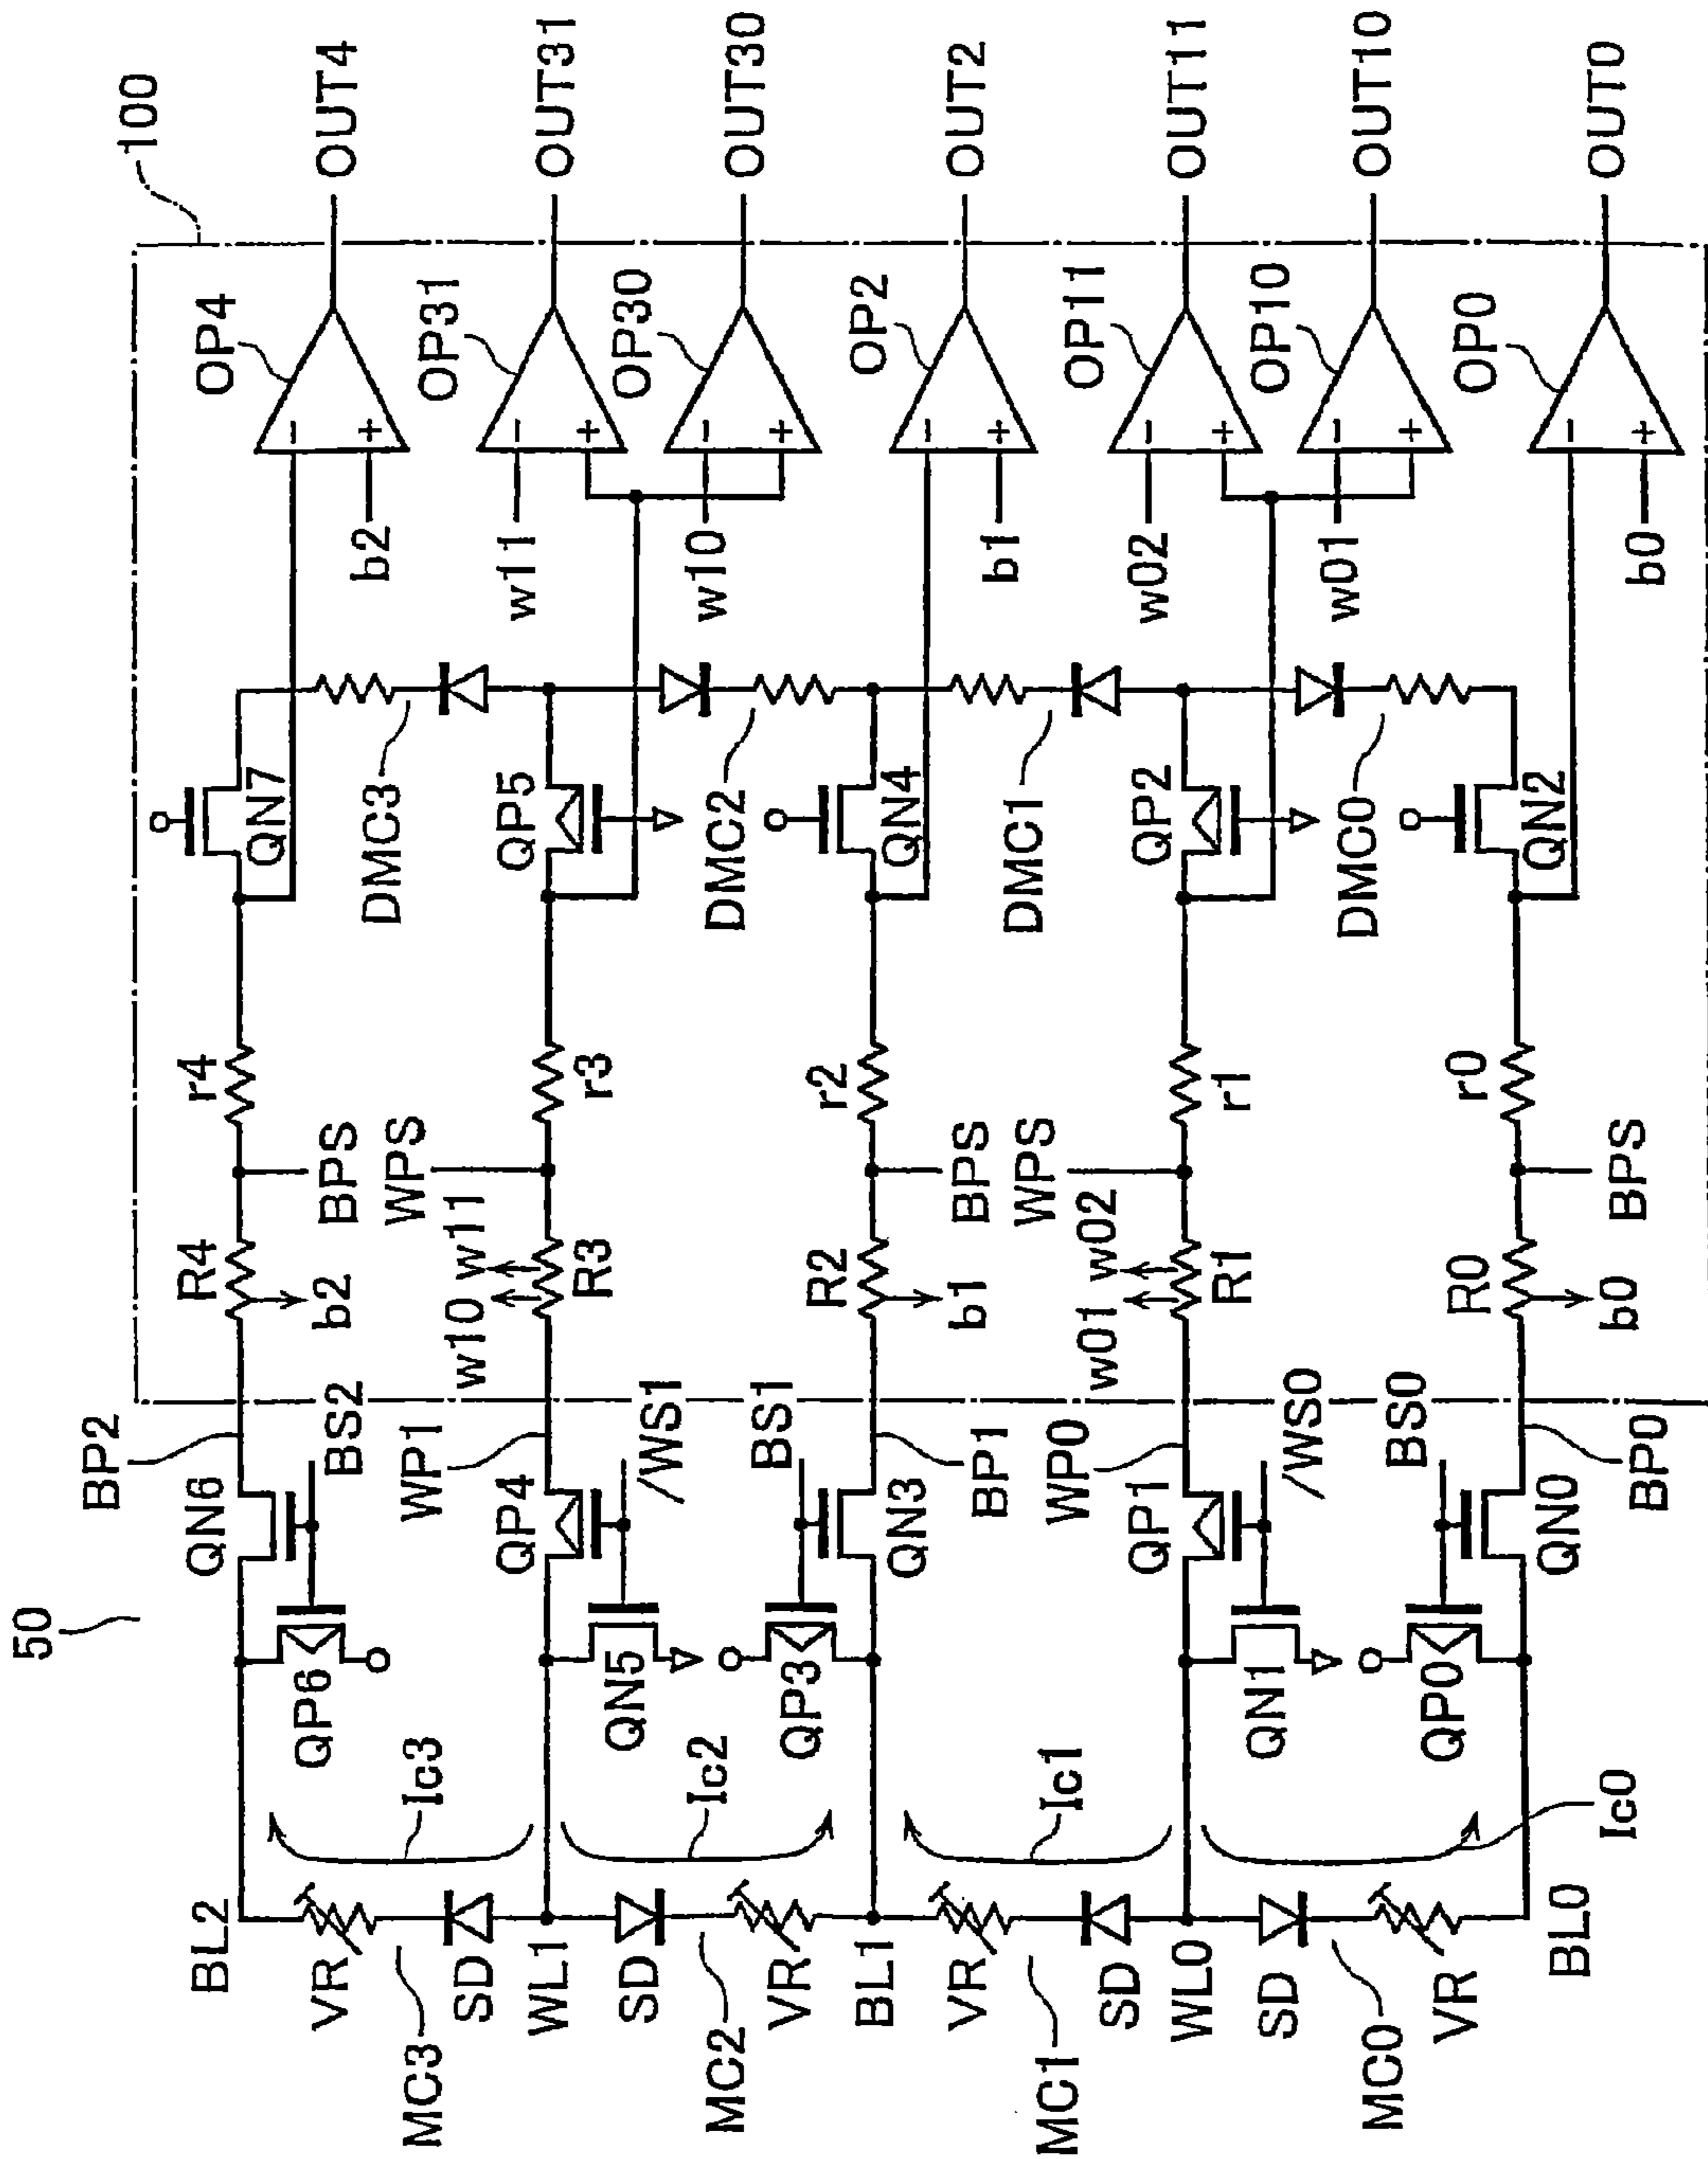 100
50
BP2
BL2
QN6
QP6
BS2
R4
b2
BPS
r4
QN7
b2
OP4
OUT4
VR
MC3
SD
Ic3
DMC3
WL1
WP1
QP4
QN5
/WS1
w10
w11
R3
WPS
r3
QP5
w11
OP31
OUT31
w10
OP30
OUT30
SD
MC2
VR
Ic2
DMC2
BL1
QP3
BS1
QN3
BP1
R2
b1
BPS
r2
QN4
b1
OP2
OUT2
VR
MC1
SD
Ic1
DMC1
WL0
WP0
QP1
QN1
/WS0
w01
w02
R1
WPS
r1
QP2
w02
OP11
OUT11
w01
OP10
OUT10
SD
MC0
VR
Ic0
DMC0
BL0
QP0
BS0
QN0
BP0
R0
b0
BPS
r0
QN2
b0
OP0
OUT0